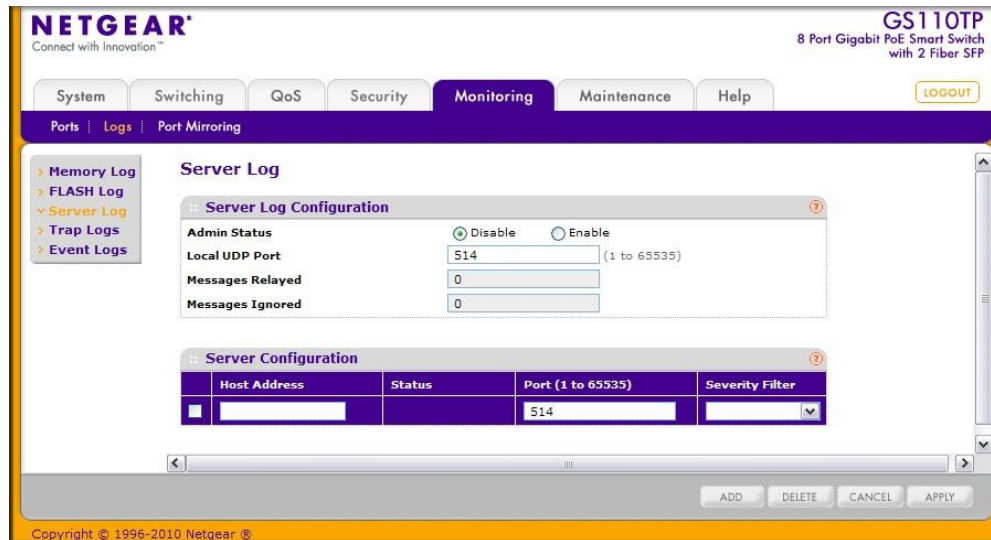 NETGEAR®
Connect with Innovation™
GS110TP
8 Port Gigabit PoE Smart Switch
with 2 Fiber SFP
System Switching QoS Security Monitoring Maintenance Help LOGOUT
Ports Logs Port Mirroring
Memory Log
FLASH Log
Server Log
Trap Logs
Event Logs
Server Log
Server Log Configuration ?
Admin Status Disable Enable
Local UDP Port 514 (1 to 65535)
Messages Relayed 0
Messages Ignored 0
Server Configuration ?
Host Address Status Port (1 to 65535) Severity Filter
514
ADD DELETE CANCEL APPLY
Copyright © 1996-2010 Netgear ®